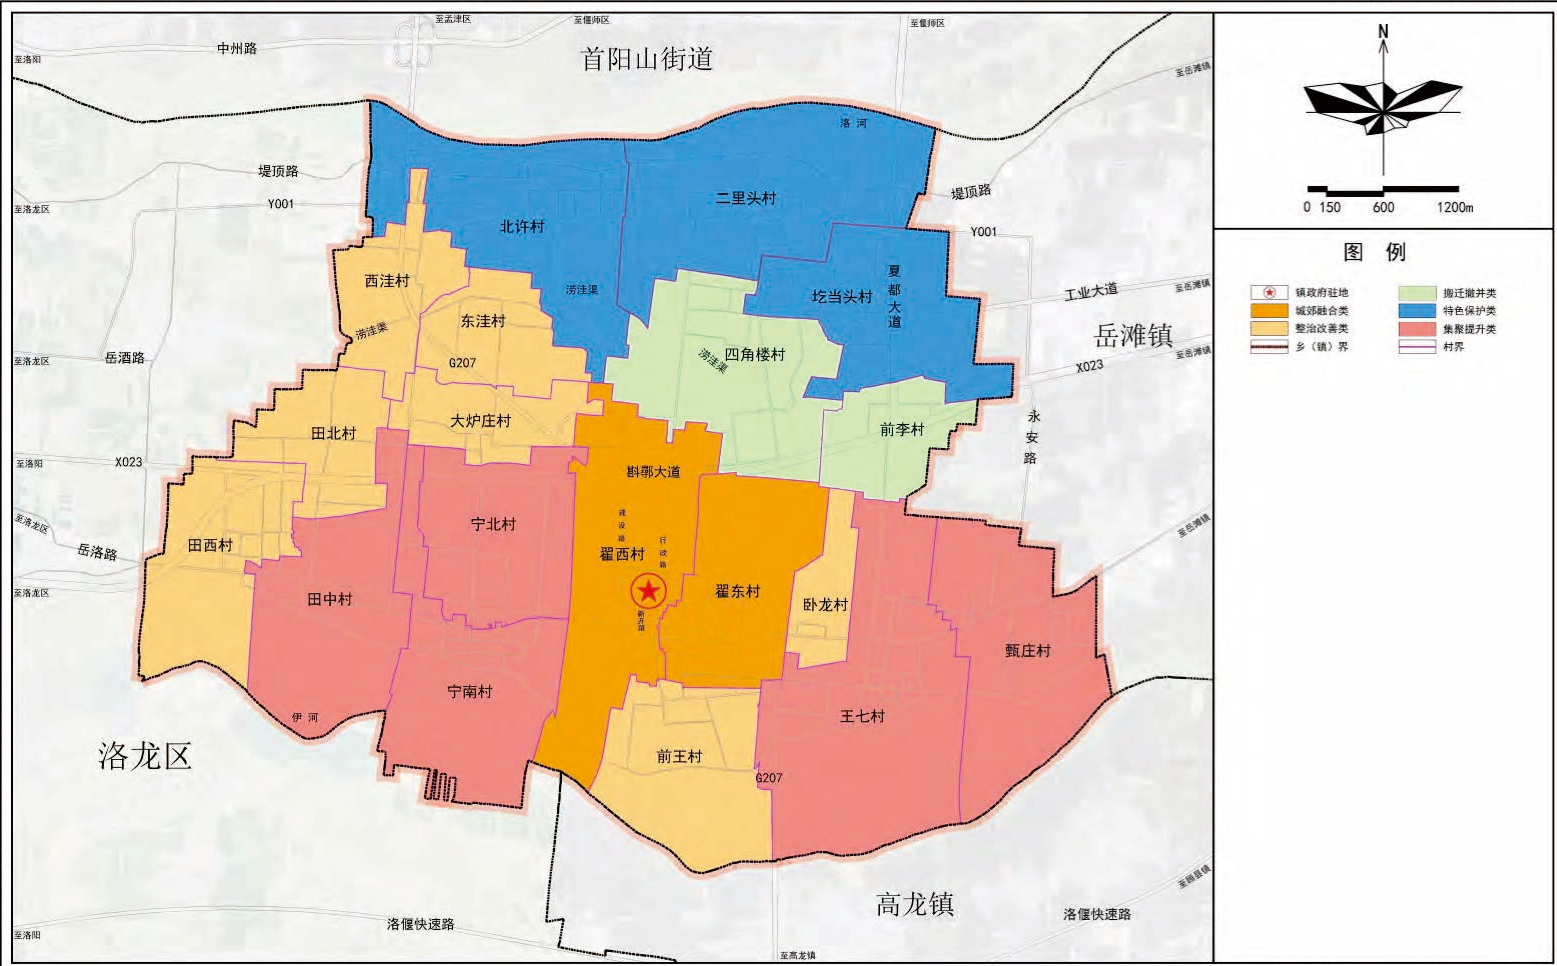 至孟津区
至偃师区
至偃师区
中州路
首阳山街道
至洛阳
至岳滩镇
洛河
堤顶路
二里头村
堤顶路
Y001
至洛龙区
北许村
Y001
西洼村
夏都大道
涝洼渠
圪当头村
工业大道
至岳滩镇
东洼村
涝洼渠
岳滩镇
岳酒路
至洛龙区
G207
涝洼渠
四角楼村
X023
至岳滩镇
大炉庄村
田北村
前李村
永安路
至洛阳
X023
斟鄩大道
宁北村
建设路
行政路
至洛龙区
岳洛路
田西村
翟西村
至岳滩镇
至洛龙区
田中村
翟东村
卧龙村
新开路
甄庄村
宁南村
伊河
王七村
洛龙区
前王村
G207
至顾县镇
高龙镇
洛偃快速路
洛偃快速路
至洛阳
至高龙镇
N
0 150 600 1200m
图 例
镇政府驻地
搬迁撤并类
城郊融合类
特色保护类
整治改善类
集聚提升类
乡（镇）界
村界